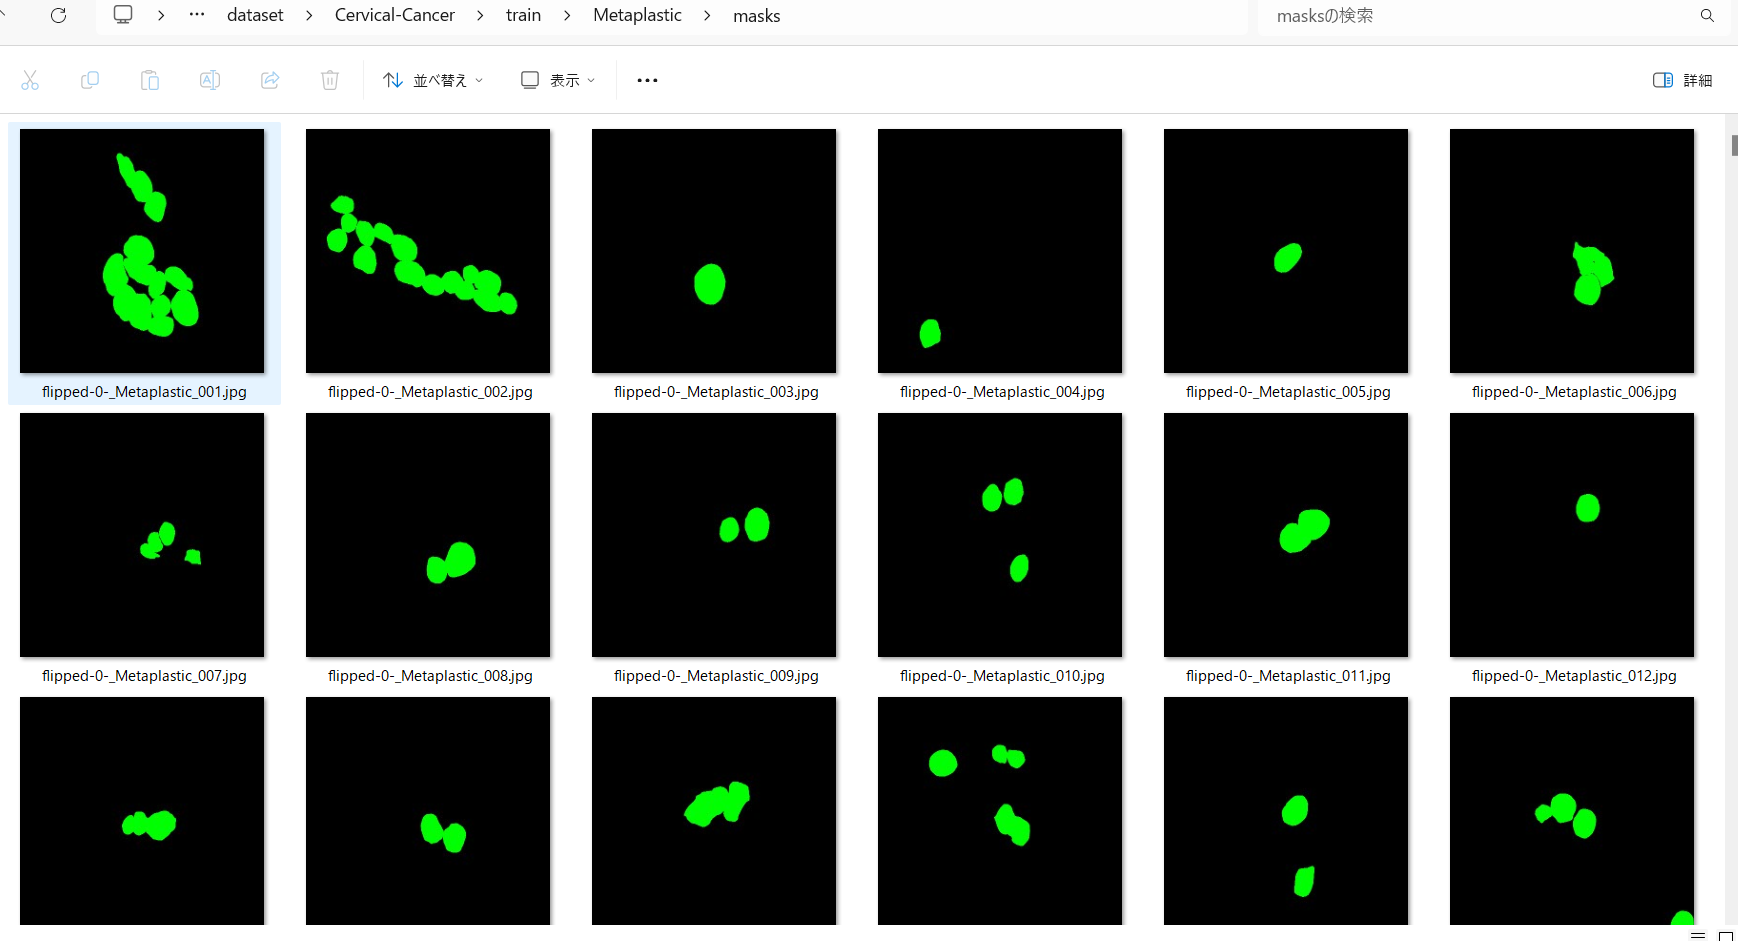 … dataset > Cervical-Cancer > train > Metaplastic > masks
masksの検索
並べ替え
表示
…
詳細
flipped-0-_Metaplastic_001.jpg
flipped-0-_Metaplastic_002.jpg
flipped-0-_Metaplastic_003.jpg
flipped-0-_Metaplastic_004.jpg
flipped-0-_Metaplastic_005.jpg
flipped-0-_Metaplastic_006.jpg
flipped-0-_Metaplastic_007.jpg
flipped-0-_Metaplastic_008.jpg
flipped-0-_Metaplastic_009.jpg
flipped-0-_Metaplastic_010.jpg
flipped-0-_Metaplastic_011.jpg
flipped-0-_Metaplastic_012.jpg